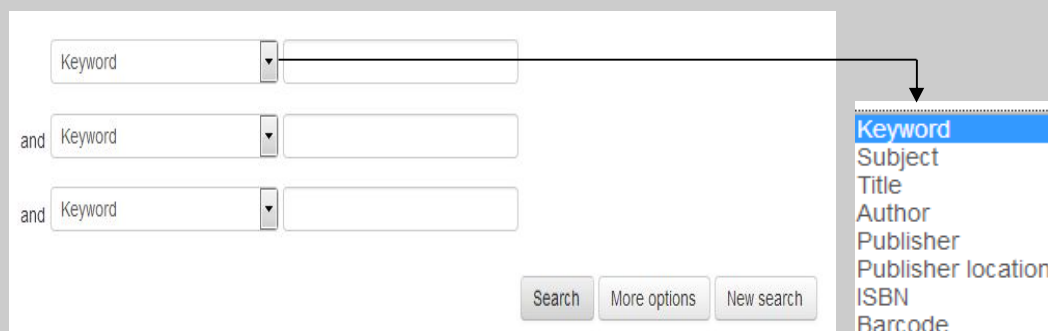 Keyword
and Keyword
and Keyword
Search More options New search
Keyword
Subject
Title
Author
Publisher
Publisher location
ISBN
Barcode